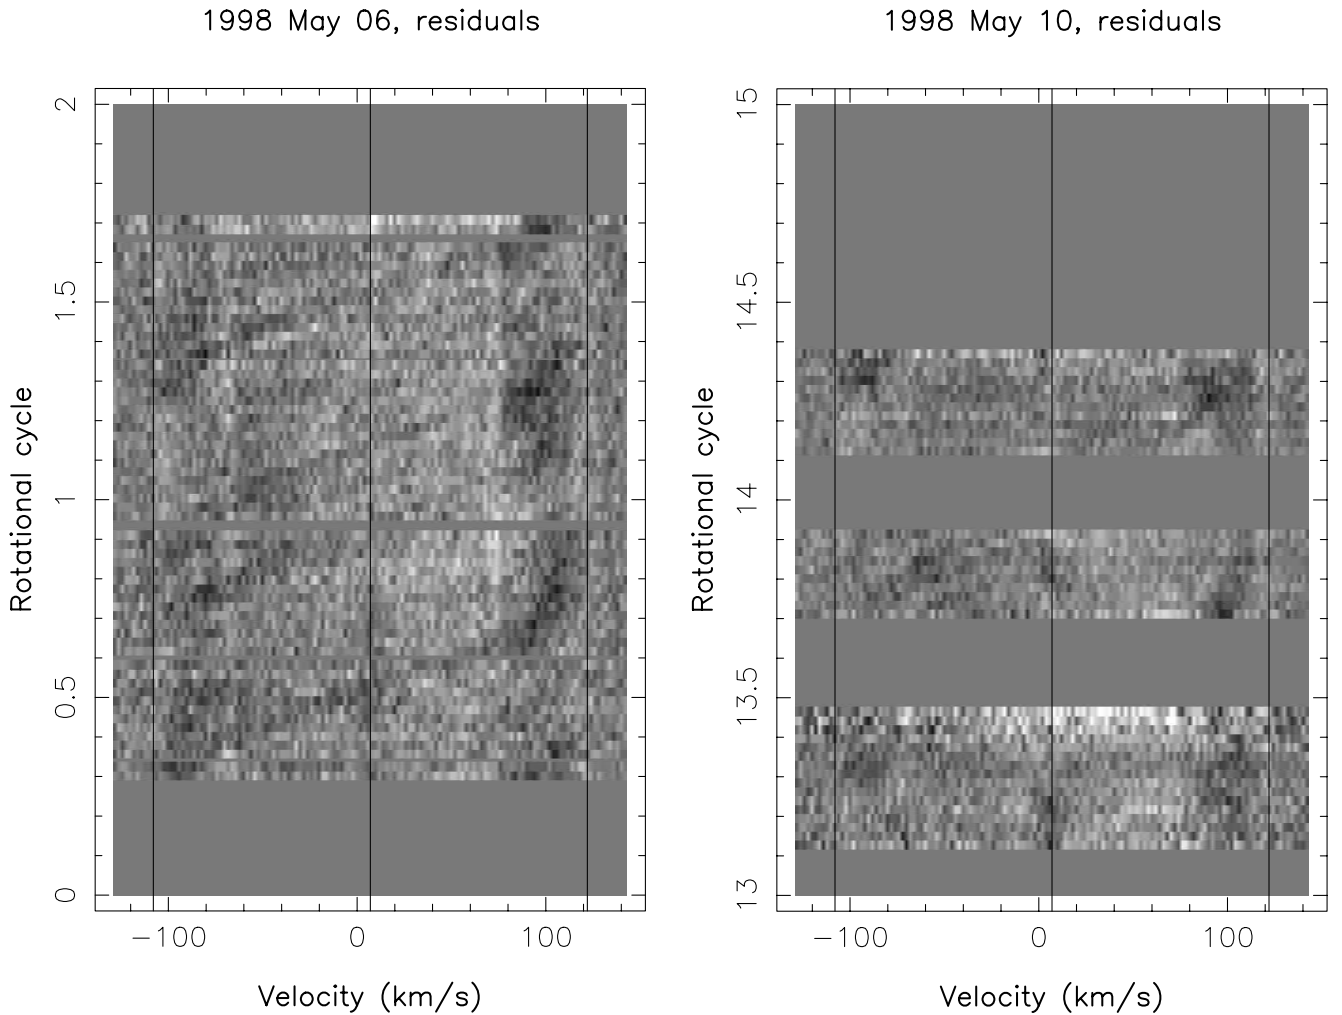 1998 May 06, residuals
1998 May 10, residuals
Rotational cycle
2
1.5
1
0.5
0
−100 0 100
Velocity (km/s)
Rotational cycle
15
14.5
14
13.5
13
−100 0 100
Velocity (km/s)